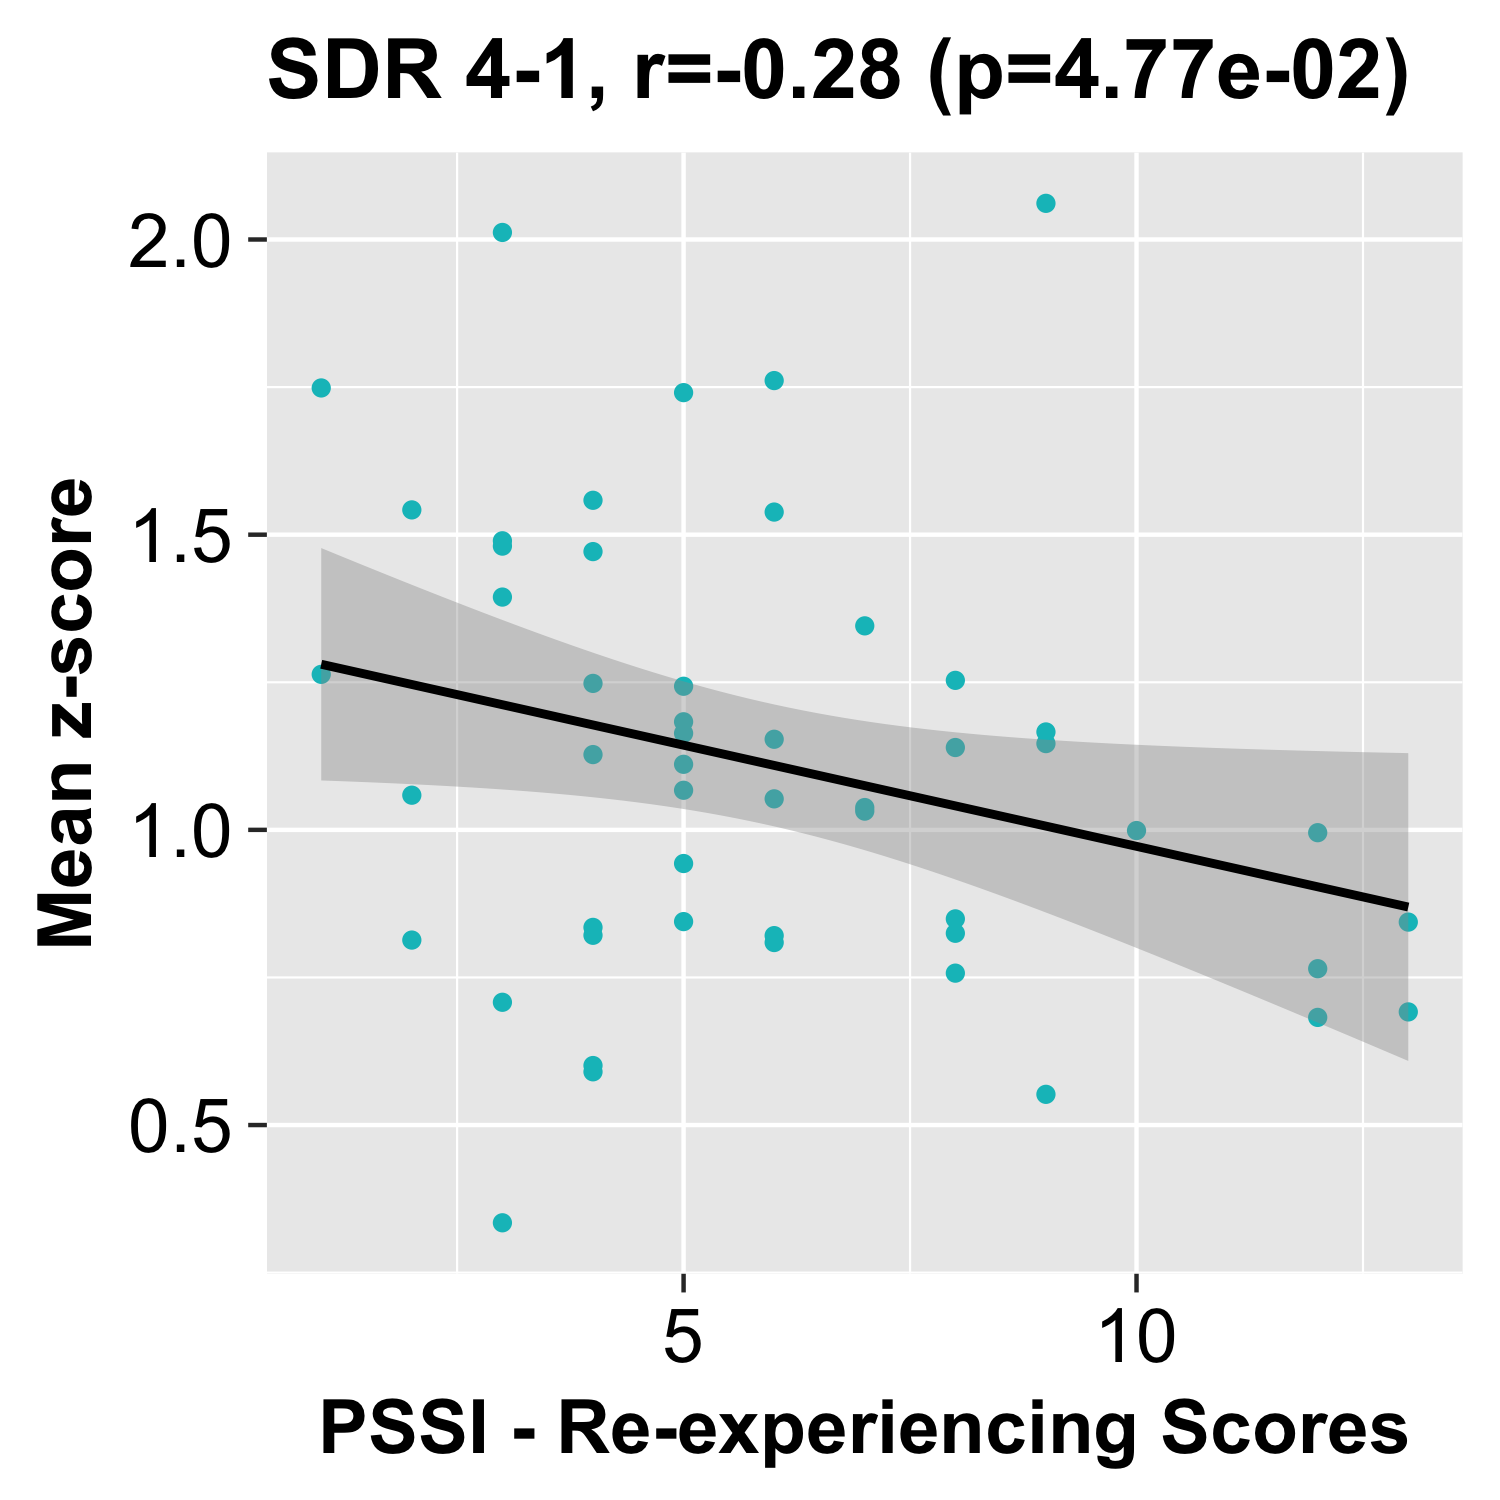 SDR 4-1, r=-0.28 (p=4.77e-02)
2.0
1.5
1.0
0.5
Mean z-score
5 10
PSSI - Re-experiencing Scores